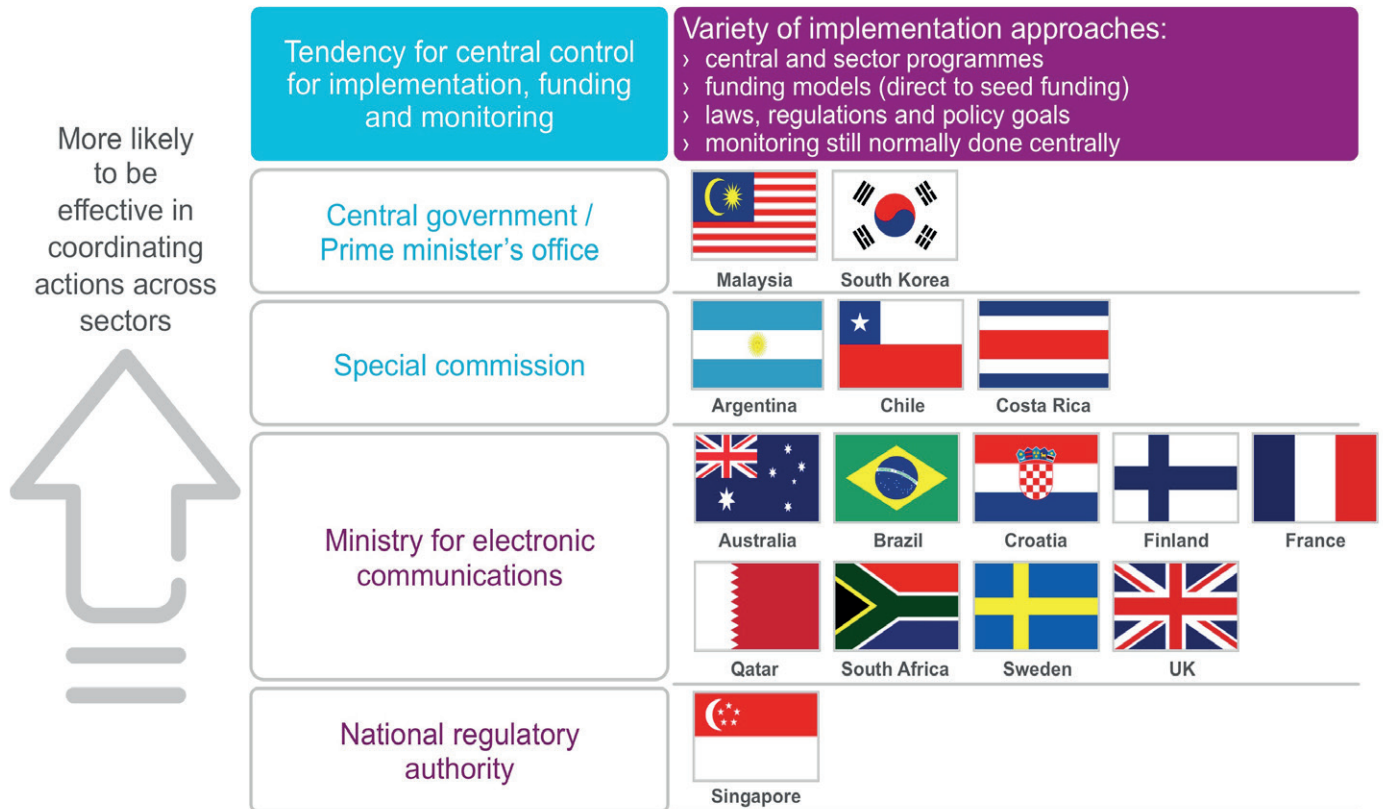 More likely
to be
effective in
coordinating
actions across
sectors
Tendency for central control
for implementation, funding
and monitoring
Variety of implementation approaches:
› central and sector programmes
› funding models (direct to seed funding)
› laws, regulations and policy goals
› monitoring still normally done centrally
Central government /
Prime minister’s office
Malaysia South Korea
Special commission
Argentina Chile Costa Rica
Ministry for electronic
communications
Australia Brazil Croatia Finland France
Qatar South Africa Sweden UK
National regulatory
authority
Singapore